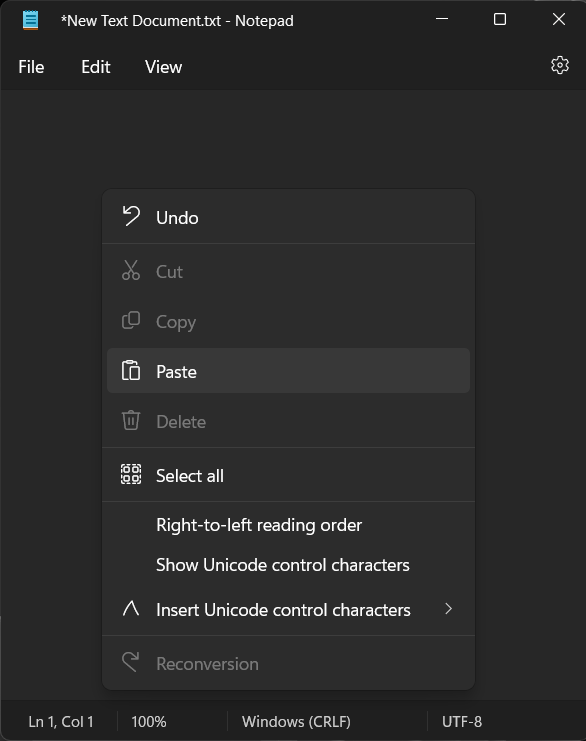 *New Text Document.txt - Notepad
File Edit View
Undo
Cut
Copy
Paste
Delete
Select all
Right-to-left reading order
Show Unicode control characters
Insert Unicode control characters
Reconversion
Ln 1, Col 1 100% Windows (CRLF) UTF-8